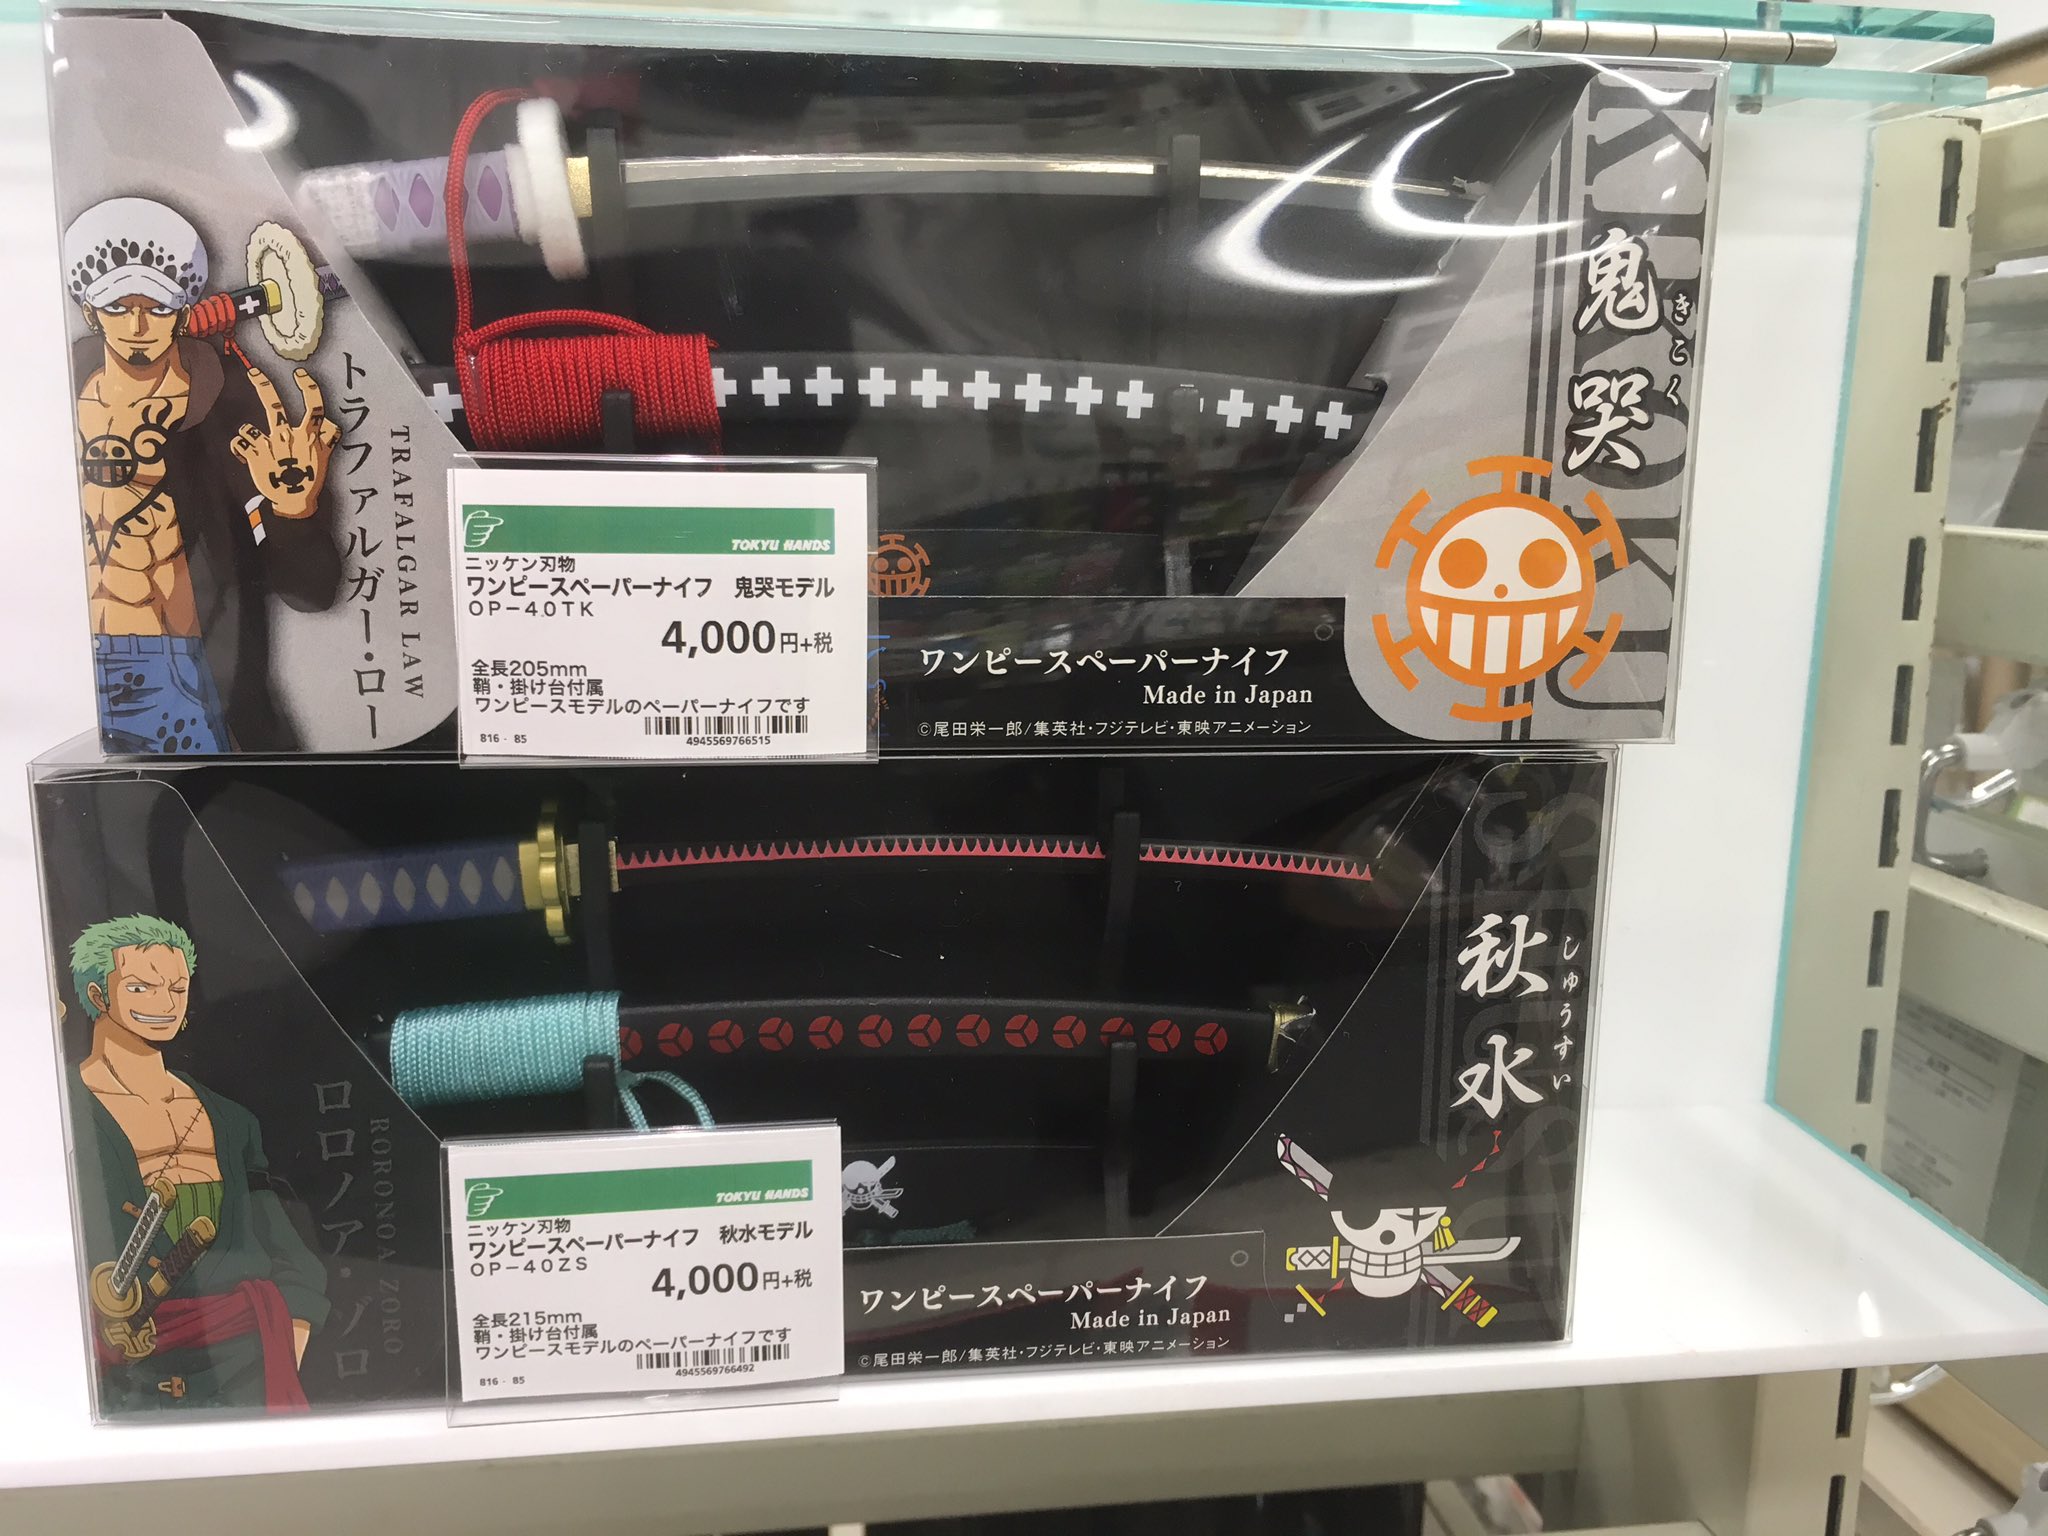 KIKOKU
鬼哭
きこく
トラファルガー・ロー
TRAFALGAR LAW
DEAT
TOKYU HANDS
ニッケン刃物
ワンピースペーパーナイフ 鬼哭モデル
OP-40TK
4,000円+税
全長205mm
鞘・掛け台付属
ワンピースモデルのペーパーナイフです
816-85
4945569766515
ワンピースペーパーナイフ
Made in Japan
©尾田栄一郎/集英社・フジテレビ・東映アニメーション
秋水
しゅうすい
ロロノア・ゾロ
RORONOA ZORO
TOKYU HANDS
ニッケン刃物
ワンピースペーパーナイフ 秋水モデル
OP-40ZS
4,000円+税
全長215mm
鞘・掛け台付属
ワンピースモデルのペーパーナイフです
816-85
4945569766492
ワンピースペーパーナイフ
Made in Japan
©尾田栄一郎/集英社・フジテレビ・東映アニメーション